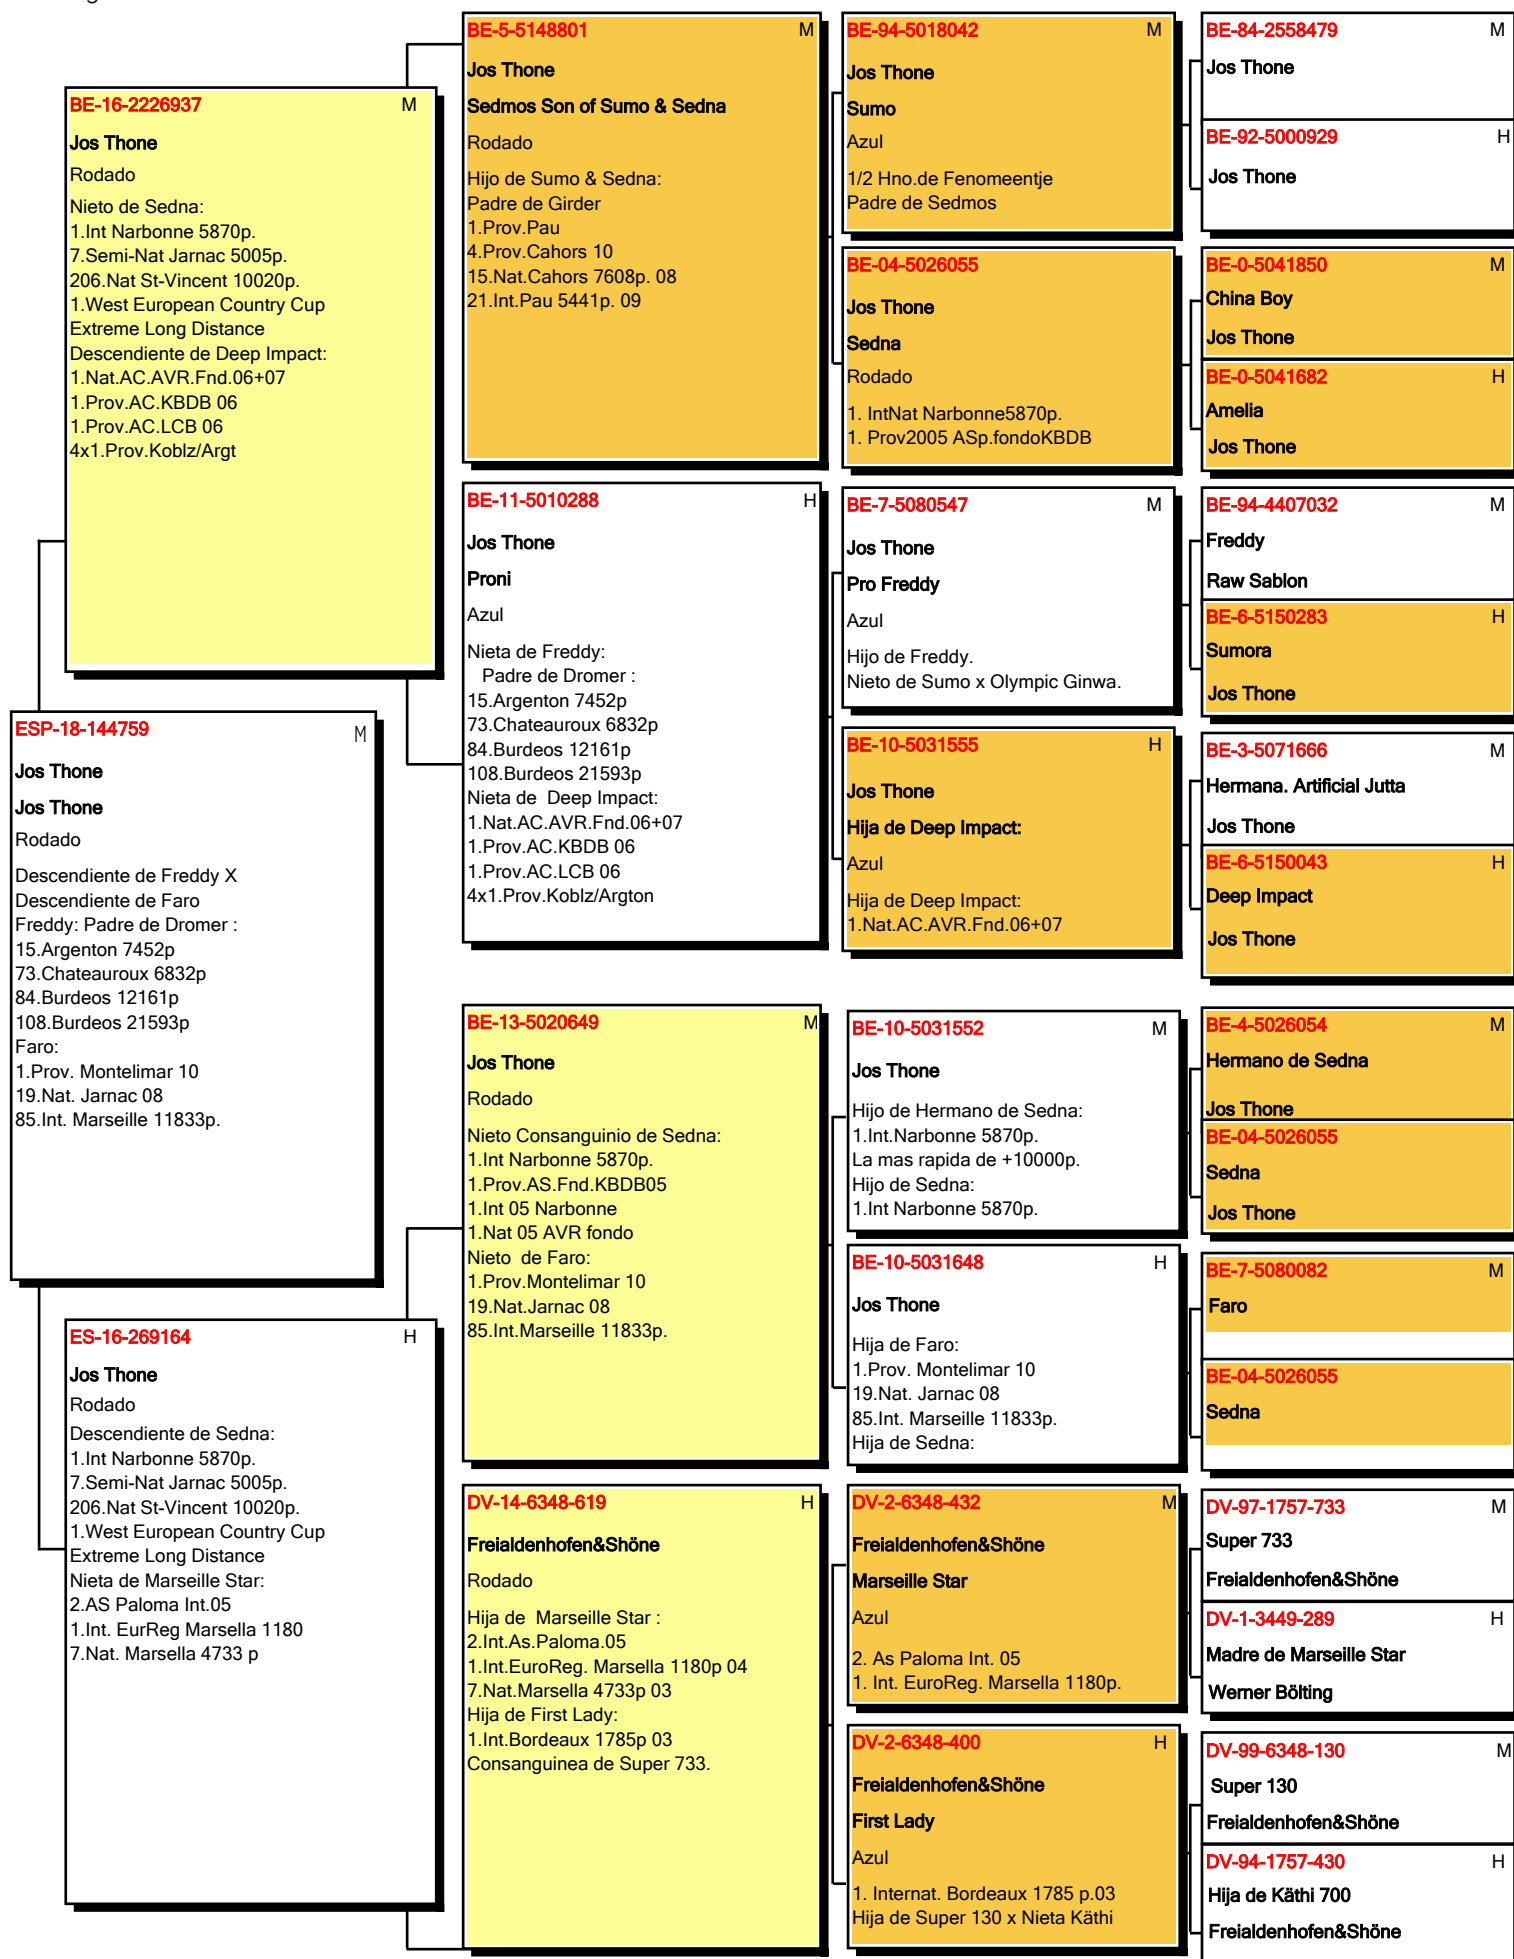 BE-16-2226937 M
Jos Thone
Rodado
Nieto de Sedna:
1.Int Narbonne 5870p.
7.Semi-Nat Jarnac 5005p.
206.Nat St-Vincent 10020p.
1.West European Country Cup
Extreme Long Distance
Descendiente de Deep Impact:
1.Nat.AC.AVR.Fnd.06+07
1.Prov.AC.KBDB 06
1.Prov.AC.LCB 06
4x1.Prov.Koblz/Argt
ESP-18-144759 M
Jos Thone
Jos Thone
Rodado
Descendiente de Freddy X
Descendiente de Faro
Freddy: Padre de Dromer :
15.Argenton 7452p
73.Chateauroux 6832p
84.Burdeos 12161p
108.Burdeos 21593p
Faro:
1.Prov. Montelimar 10
19.Nat. Jarnac 08
85.Int. Marseille 11833p.
ES-16-269164 H
Jos Thone
Rodado
Descendiente de Sedna:
1.Int Narbonne 5870p.
7.Semi-Nat Jarnac 5005p.
206.Nat St-Vincent 10020p.
1.West European Country Cup
Extreme Long Distance
Nieta de Marseille Star:
2.AS Paloma Int.05
1.Int. EurReg Marsella 1180
7.Nat. Marsella 4733 p
BE-5-5148801 M
Jos Thone
Sedmos Son of Sumo & Sedna
Rodado
Hijo de Sumo & Sedna:
Padre de Girder
1.Prov.Pau
4.Prov.Cahors 10
15.Nat.Cahors 7608p. 08
21.Int.Pau 5441p. 09
BE-11-5010288 H
Jos Thone
Proni
Azul
Nieta de Freddy:
Padre de Dromer :
15.Argenton 7452p
73.Chateauroux 6832p
84.Burdeos 12161p
108.Burdeos 21593p
Nieta de Deep Impact:
1.Nat.AC.AVR.Fnd.06+07
1.Prov.AC.KBDB 06
1.Prov.AC.LCB 06
4x1.Prov.Koblz/Argton
BE-13-5020649 M
Jos Thone
Rodado
Nieto Consanguinio de Sedna:
1.Int Narbonne 5870p.
1.Prov.AS.Fnd.KBDB05
1.Int 05 Narbonne
1.Nat 05 AVR fondo
Nieto de Faro:
1.Prov.Montelimar 10
19.Nat.Jarnac 08
85.Int.Marseille 11833p.
DV-14-6348-619 H
Freialdenhofen&Shöne
Rodado
Hija de Marseille Star :
2.Int.As.Paloma.05
1.Int.EuroReg. Marsella 1180p 04
7.Nat.Marsella 4733p 03
Hija de First Lady:
1.Int.Bordeaux 1785p 03
Consanguinea de Super 733.
BE-94-5018042 M
Jos Thone
Sumo
Azul
1/2 Hno.de Fenomeentje
Padre de Sedmos
BE-04-5026055
Jos Thone
Sedna
Rodado
1. IntNat Narbonne5870p.
1. Prov2005 ASp.fondoKBDB
BE-7-5080547 M
Jos Thone
Pro Freddy
Azul
Hijo de Freddy.
Nieto de Sumo x Olympic Ginwa.
BE-10-5031555 H
Jos Thone
Hija de Deep Impact:
Azul
Hija de Deep Impact:
1.Nat.AC.AVR.Fnd.06+07
BE-10-5031552 M
Jos Thone
Hijo de Hermano de Sedna:
1.Int.Narbonne 5870p.
La mas rapida de +10000p.
Hijo de Sedna:
1.Int Narbonne 5870p.
BE-10-5031648 H
Jos Thone
Hija de Faro:
1.Prov. Montelimar 10
19.Nat. Jarnac 08
85.Int. Marseille 11833p.
Hija de Sedna:
DV-2-6348-432 M
Freialdenhofen&Shöne
Marseille Star
Azul
2. As Paloma Int. 05
1. Int. EuroReg. Marsella 1180p.
DV-2-6348-400 H
Freialdenhofen&Shöne
First Lady
Azul
1. Internat. Bordeaux 1785 p.03
Hija de Super 130 x Nieta Käthi
BE-84-2558479 M
Jos Thone
BE-92-5000929 H
Jos Thone
BE-0-5041850 M
China Boy
Jos Thone
BE-0-5041682 H
Amelia
Jos Thone
BE-94-4407032 M
Freddy
Raw Sablon
BE-6-5150283 H
Sumora
Jos Thone
BE-3-5071666 M
Hermana. Artificial Jutta
Jos Thone
BE-6-5150043 H
Deep Impact
Jos Thone
BE-4-5026054 M
Hermano de Sedna
Jos Thone
BE-04-5026055
Sedna
Jos Thone
BE-7-5080082 M
Faro
BE-04-5026055
Sedna
DV-97-1757-733 M
Super 733
Freialdenhofen&Shöne
DV-1-3449-289 H
Madre de Marseille Star
Werner Bölting
DV-99-6348-130 M
Super 130
Freialdenhofen&Shöne
DV-94-1757-430 H
Hija de Käthi 700
Freialdenhofen&Shöne